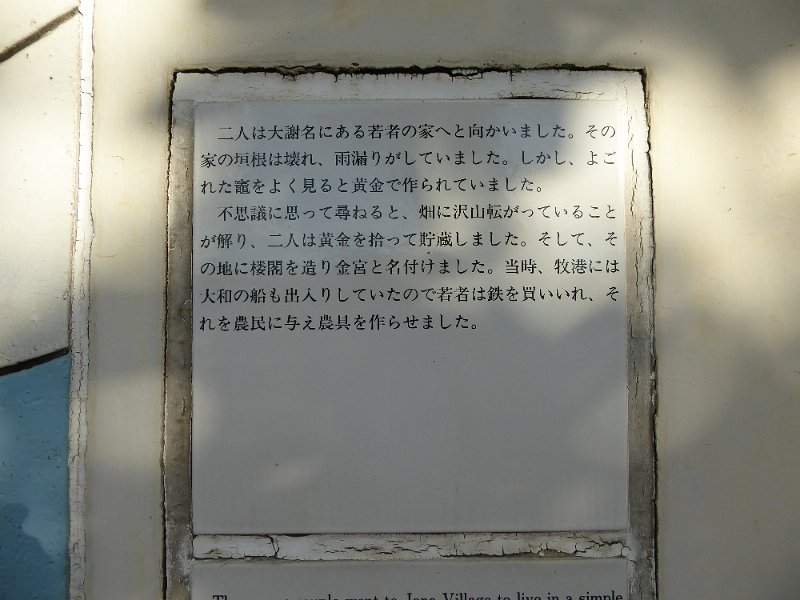 二人は大謝名にある若者の家へと向かいました。その
家の垣根は壊れ、雨漏りがしていました。しかし、よご
れた竈をよく見ると黄金で作られていました。
不思議に思って尋ねると、畑に沢山転がっていること
が解り、二人は黄金を拾って貯蔵しました。そして、そ
の地に楼閣を造り金宮と名付けました。当時、牧港には
大和の船も出入りしていたので若者は鉄を買いいれ、そ
れを農民に与え農具を作らせました。
went to Jana Village to live in a simple